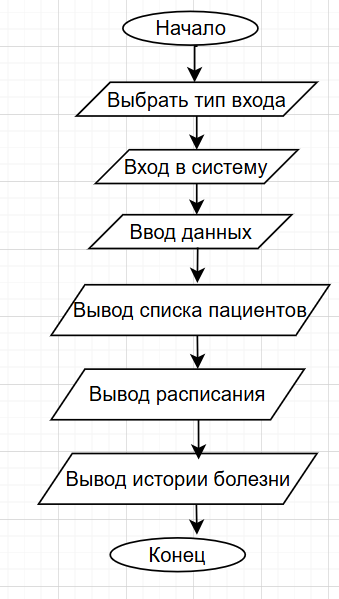 Начало
Выбрать тип входа
Вход в систему
Ввод данных
Вывод списка пациентов
Вывод расписания
Вывод истории болезни
Конец